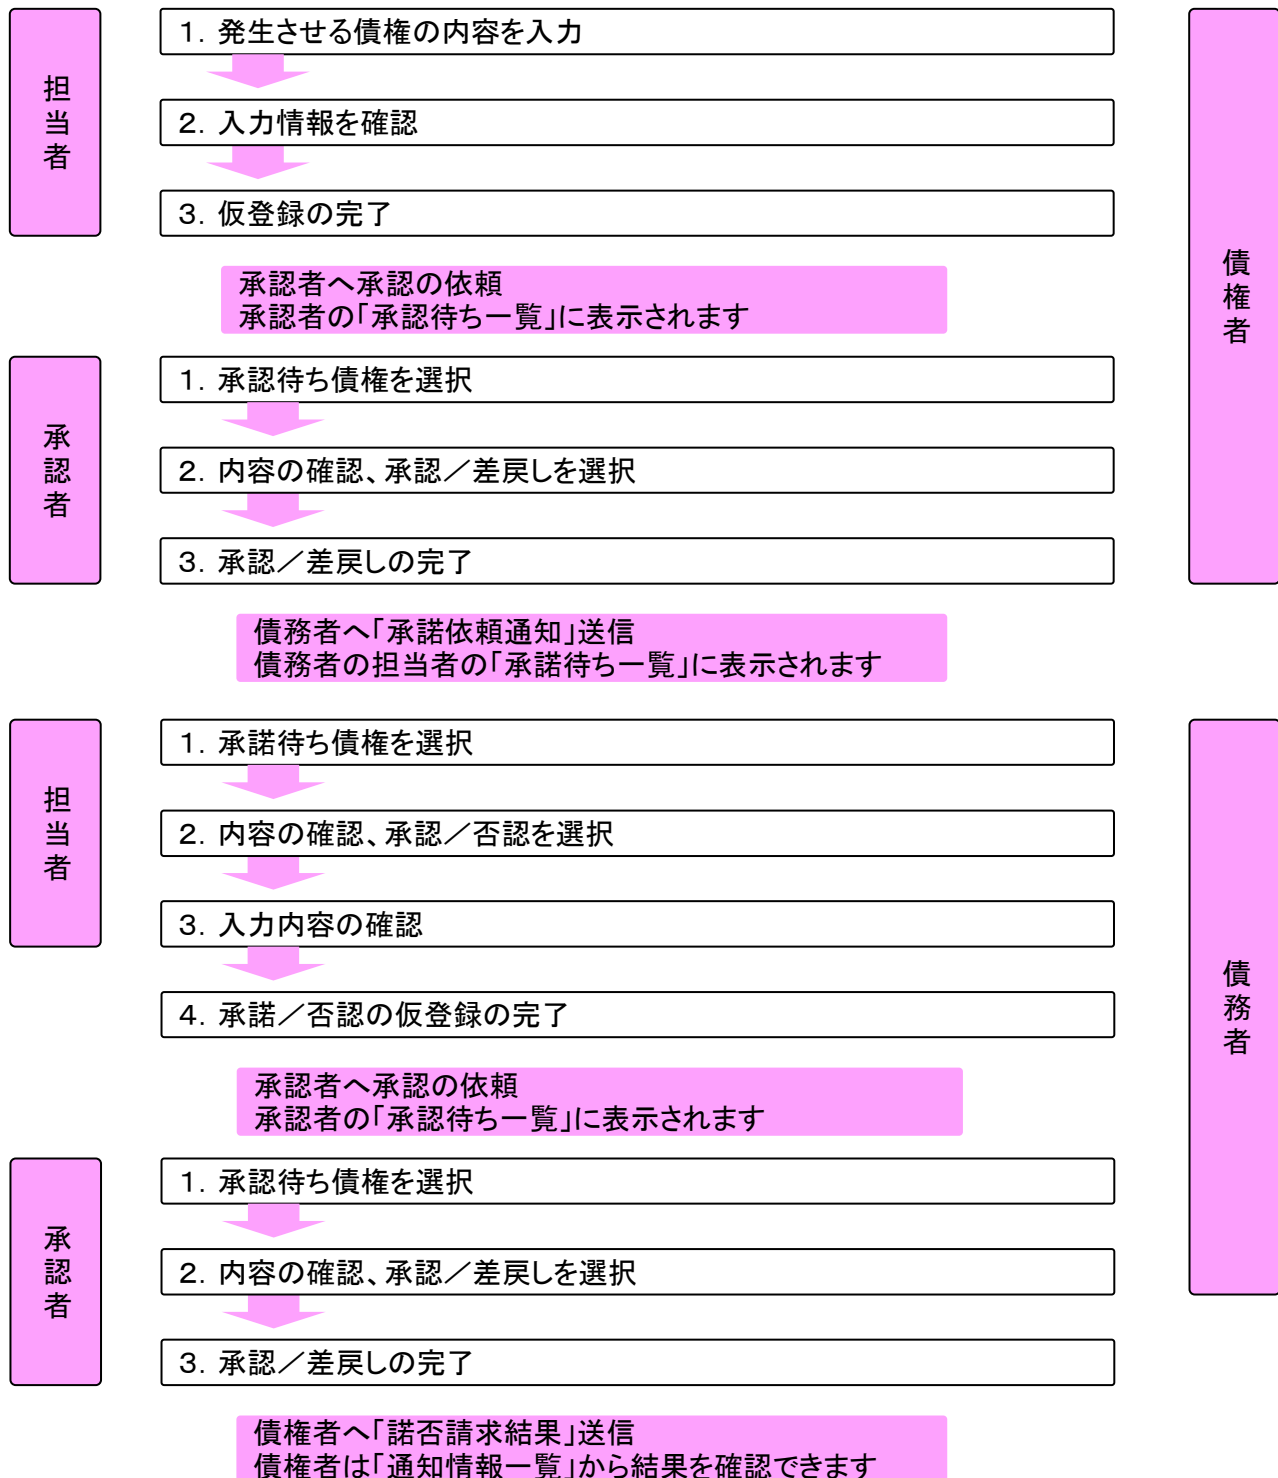 担当者
1．発生させる債権の内容を入力
2．入力情報を確認
3．仮登録の完了
承認者へ承認の依頼
承認者の「承認待ち一覧」に表示されます
債権者
承認者
1．承認待ち債権を選択
2．内容の確認、承認／差戻しを選択
3．承認／差戻しの完了
債務者へ「承諾依頼通知」送信
債務者の担当者の「承諾待ち一覧」に表示されます
担当者
1．承諾待ち債権を選択
2．内容の確認、承認／否認を選択
3．入力内容の確認
4．承諾／否認の仮登録の完了
債務者
承認者へ承認の依頼
承認者の「承認待ち一覧」に表示されます
承認者
1．承認待ち債権を選択
2．内容の確認、承認／差戻しを選択
3．承認／差戻しの完了
債権者へ「諾否請求結果」送信
債権者は「通知情報一覧」から結果を確認できます